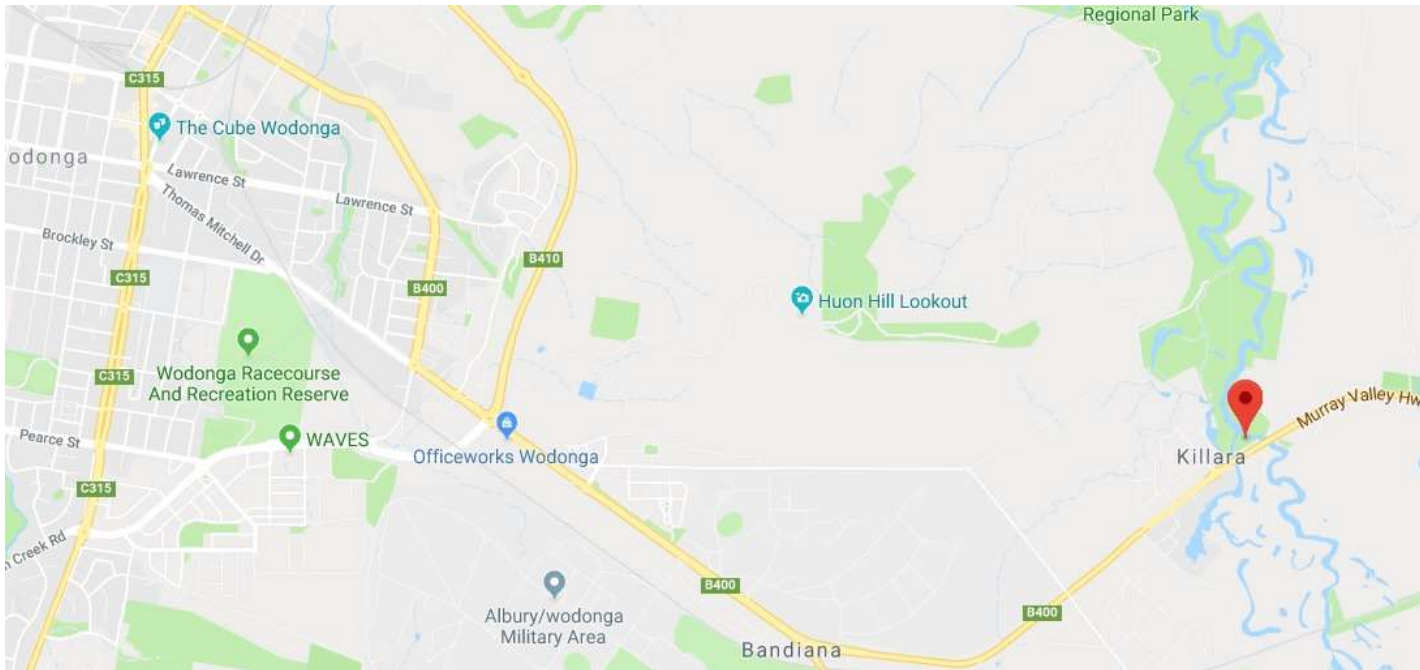 Regional Park
C315
The Cube Wodonga
odonga
Lawrence St
Lawrence St
Thomas Mitchell Dr
Brockley St
B410
C315
B400
Huon Hill Lookout
C315
Wodonga Racecourse
And Recreation Reserve
Murray Valley Hw
Pearce St
WAVES
Officeworks Wodonga
Killara
C315
n Creek Rd
B400
Albury/wodonga
Military Area
B400
Bandiana